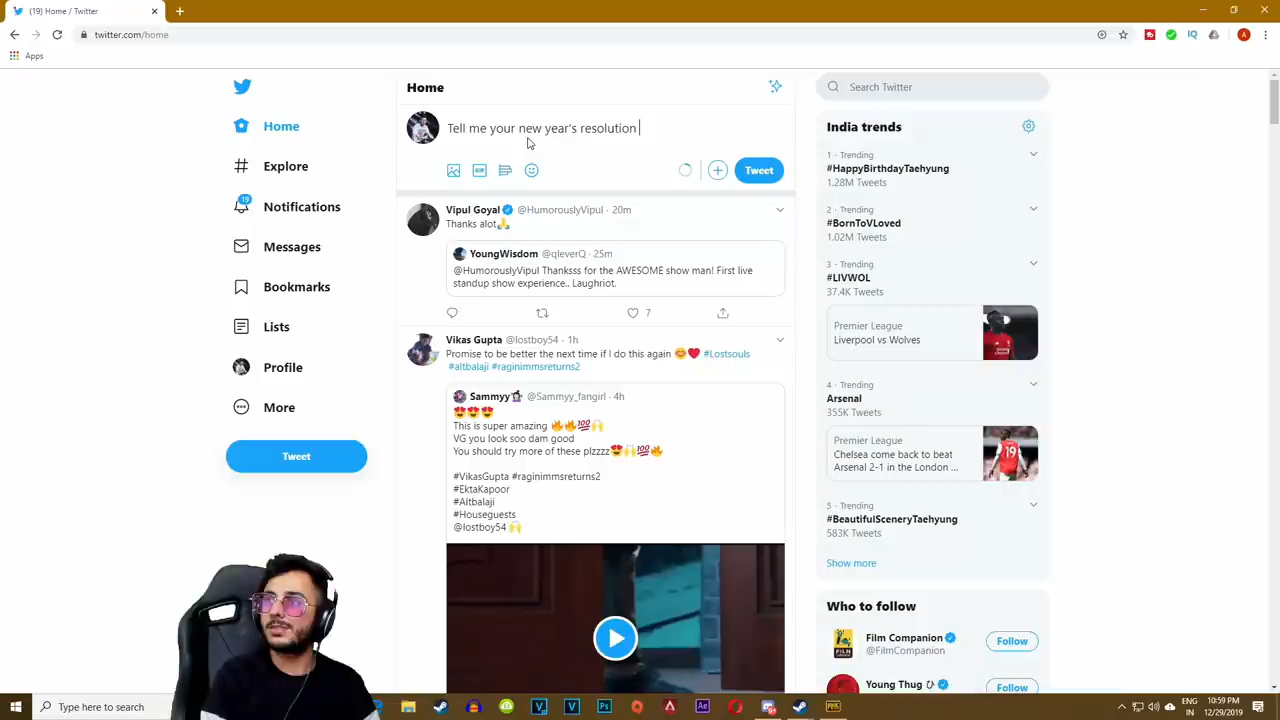 (19) Home / Twitter
twitter.com/home
Apps
Home
Explore
19
Notifications
Messages
Bookmarks
Lists
Profile
More
Tweet
Home
Tell me your new year's resolution
GIF
Tweet
Vipul Goyal @HumorouslyVipul · 20m
Thanks alot🙏
YoungWisdom @qleverQ · 25m
@HumorouslyVipul Thanksss for the AWESOME show man! First live
standup show experience.. Laughriot.
7
Vikas Gupta @lostboy54 · 1h
Promise to be better the next time if I do this again 😊❤️ #Lostsouls
#altbalaji #raginimmsreturns2
Sammyy @Sammyy_fangirl · 4h
😍😍😍
This is super amazing 🔥🔥💯🙌
VG you look soo dam good
You should try more of these plzzzz😍🙌💯🔥
#VikasGupta #raginimmsreturns2
#EktaKapoor
#Altbalaji
#Houseguests
@lostboy54 🙌
Search Twitter
India trends
1 · Trending
#HappyBirthdayTaehyung
1.28M Tweets
2 · Trending
#BornToVLoved
1.02M Tweets
3 · Trending
#LIVWOL
37.4K Tweets
Premier League
Liverpool vs Wolves
4 · Trending
Arsenal
355K Tweets
Premier League
Chelsea come back to beat
Arsenal 2-1 in the London ...
19
5 · Trending
#BeautifulSceneryTaehyung
583K Tweets
Show more
Who to follow
Film Companion
@FilmCompanion
Follow
Young Thug ひ
Follow
Type here to search
Ps
Ae
ENG
IN
10:59 PM
12/29/2019